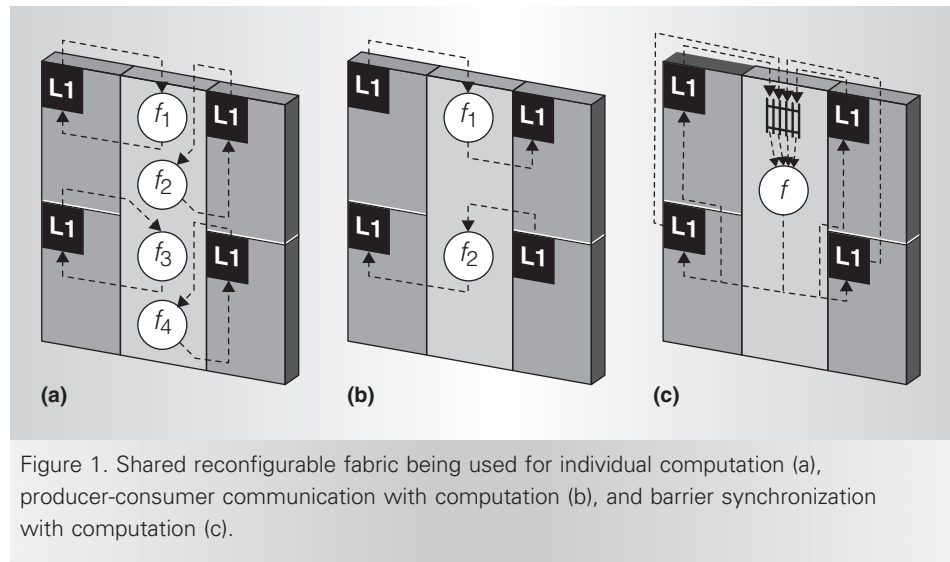 L1
f1
L1
f2
L1
f3
L1
f4
(a)
L1
f1
L1
L1
f2
L1
(b)
L1
L1
f
L1
L1
(c)
Figure 1. Shared reconfigurable fabric being used for individual computation (a),
producer-consumer communication with computation (b), and barrier synchronization
with computation (c).